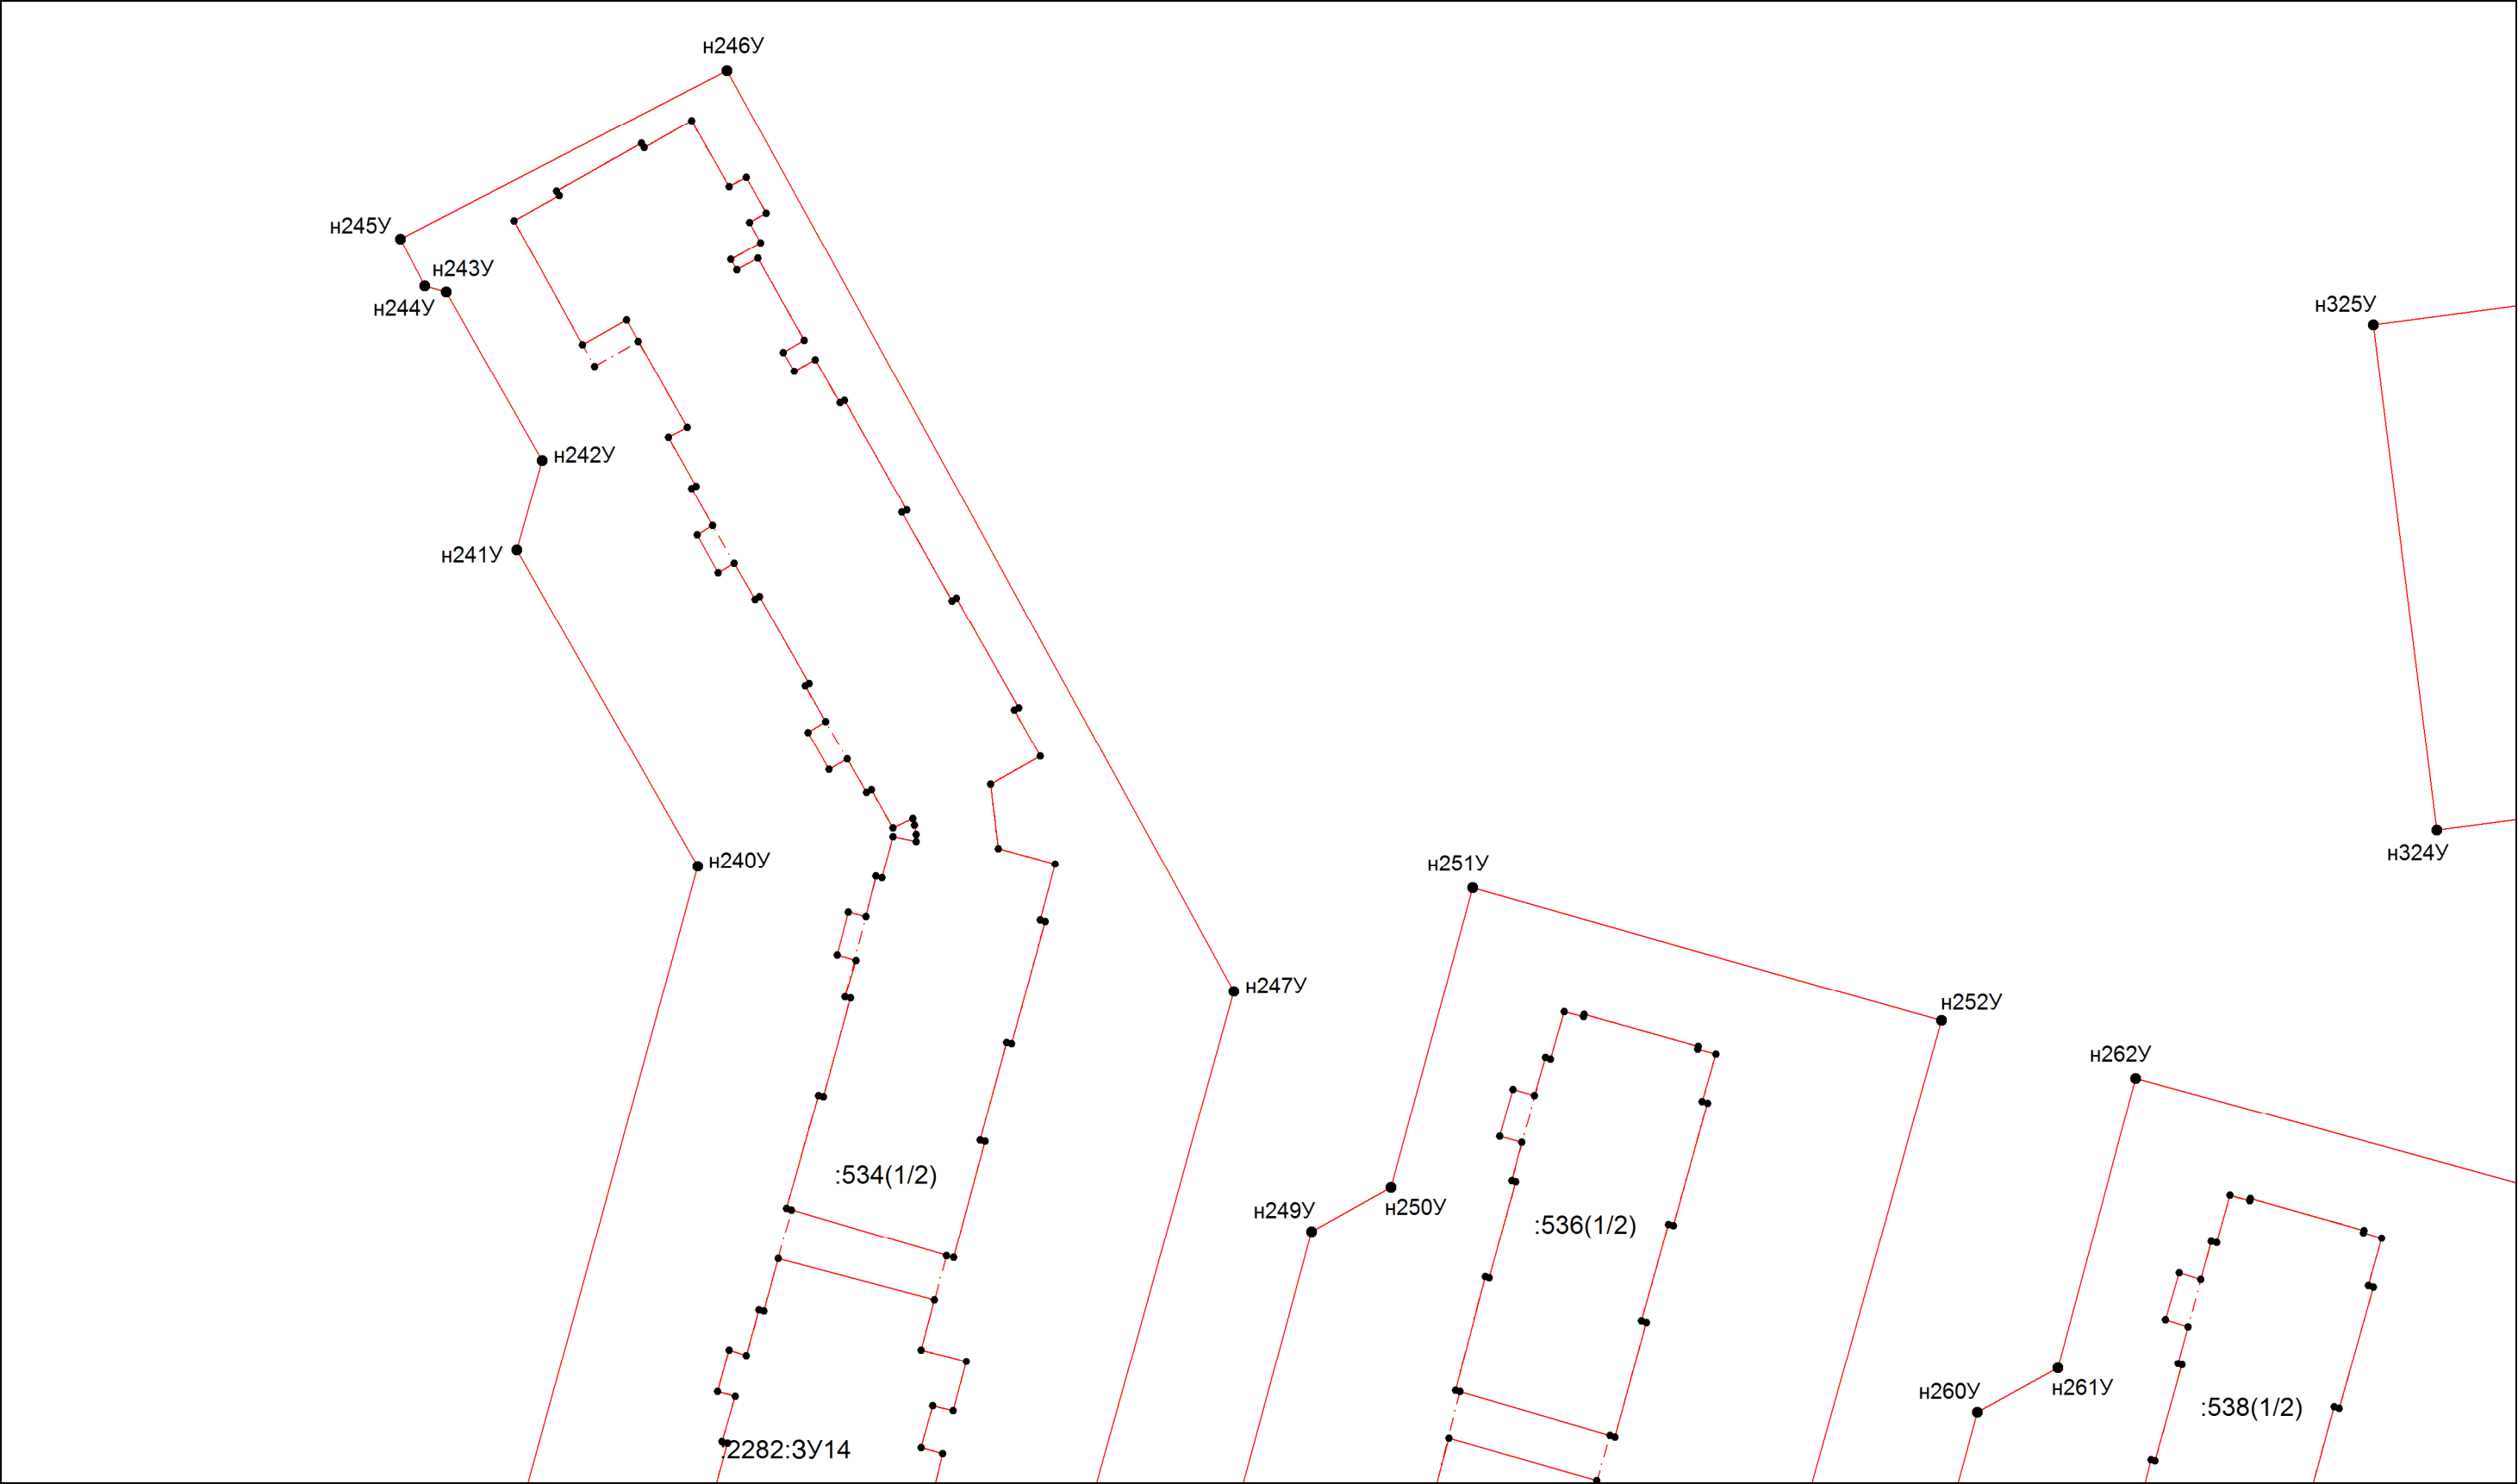 н246У
н245У
н243У
н244У
н325У
н242У
н241У
н324У
н240У
н251У
н247У
н252У
н262У
:534(1/2)
н249У
н250У
:536(1/2)
н260У
н261У
:538(1/2)
:2282:ЗУ14